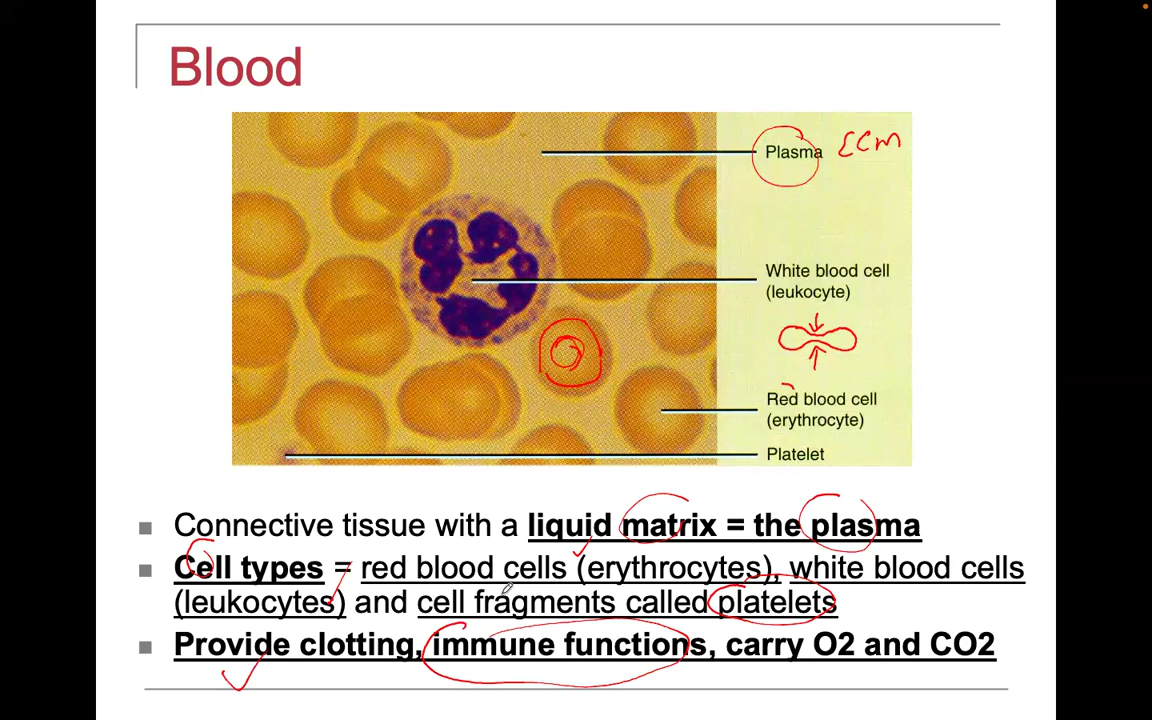 Blood
Plasma ECM
White blood cell
(leukocyte)
Red blood cell
(erythrocyte)
Platelet
Connective tissue with a liquid matrix = the plasma
Cell types = red blood cells (erythrocytes), white blood cells
(leukocytes) and cell fragments called platelets
Provide clotting, immune functions, carry O2 and CO2